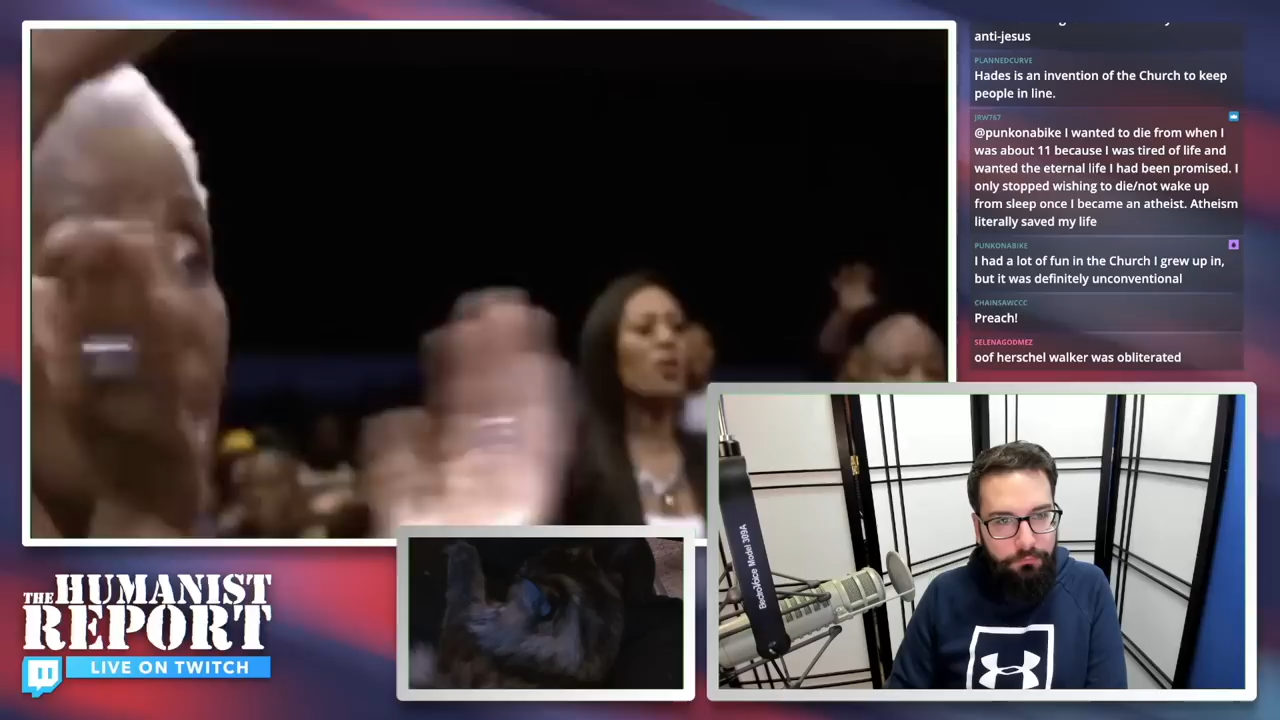 anti-jesus
PLANNEDCURVE
Hades is an invention of the Church to keep
people in line.
JRW767
@punkonabike I wanted to die from when I
was about 11 because I was tired of life and
wanted the eternal life I had been promised. I
only stopped wishing to die/not wake up
from sleep once I became an atheist. Atheism
literally saved my life
PUNKONABIKE
I had a lot of fun in the Church I grew up in,
but it was definitely unconventional
CHAINSAWCCC
Preach!
SELENAGODMEZ
oof herschel walker was obliterated
ElectroVoice Model 309A
THE HUMANIST
REPORT
LIVE ON TWITCH